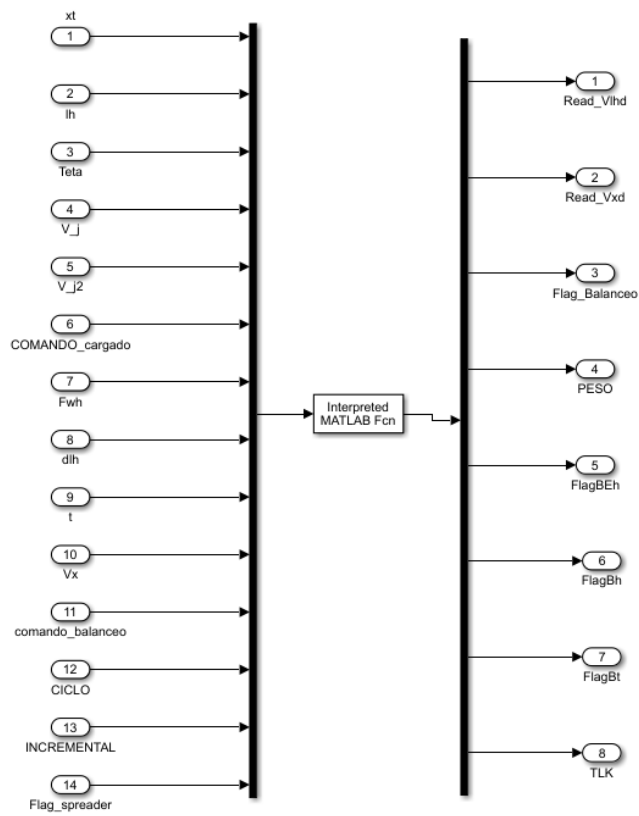 xt
1
2
lh
3
Teta
4
V_j
5
V_j2
6
COMANDO_cargado
7
Fwh
8
dlh
9
t
10
Vx
11
comando_balanceo
12
CICLO
13
INCREMENTAL
14
Flag_spreader
Interpreted
MATLAB Fcn
1
Read_Vlhd
2
Read_Vxd
3
Flag_Balanceo
4
PESO
5
FlagBEh
6
FlagBh
7
FlagBt
8
TLK